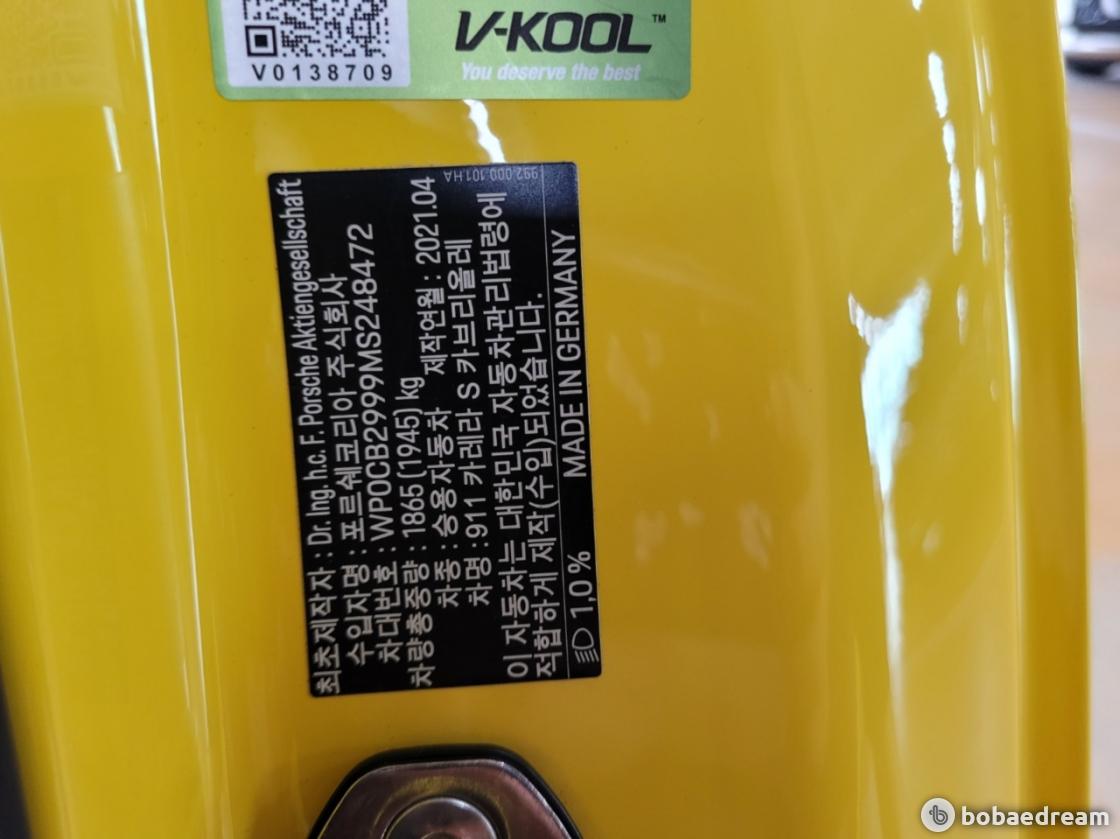 V-KOOL™
You deserve the best
V0138709
992.000.101.HA
최초제작자 : Dr. Ing. h.c. F. Porsche Aktiengesellschaft
수입자명 : 포르쉐코리아 주식회사
차대번호 : WP0CB2999MS248472
차량총중량 : 1865 (1945) kg 제작연월 : 2021.04
차종 : 승용자동차
차명 : 911 카레라 S 카브리올레
이 자동차는 대한민국 자동차관리법령에
적합하게 제작(수입)되었습니다.
1,0 % MADE IN GERMANY
bobaedream